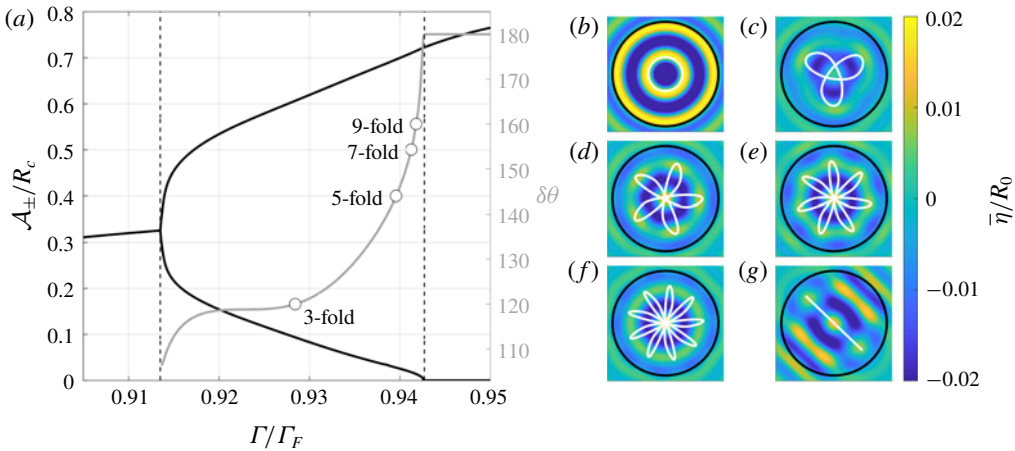 (a)
0.8
0.7
0.6
0.5
0.4
0.3
0.2
0.1
0
𝒜±/R_c
0.91
0.92
0.93
0.94
0.95
Γ/Γ_F
180
170
160
150
140
130
120
110
δθ
9-fold
7-fold
5-fold
3-fold
(b)
(c)
(d)
(e)
(f)
(g)
0.02
0.01
0
−0.01
−0.02
η̅/R₀